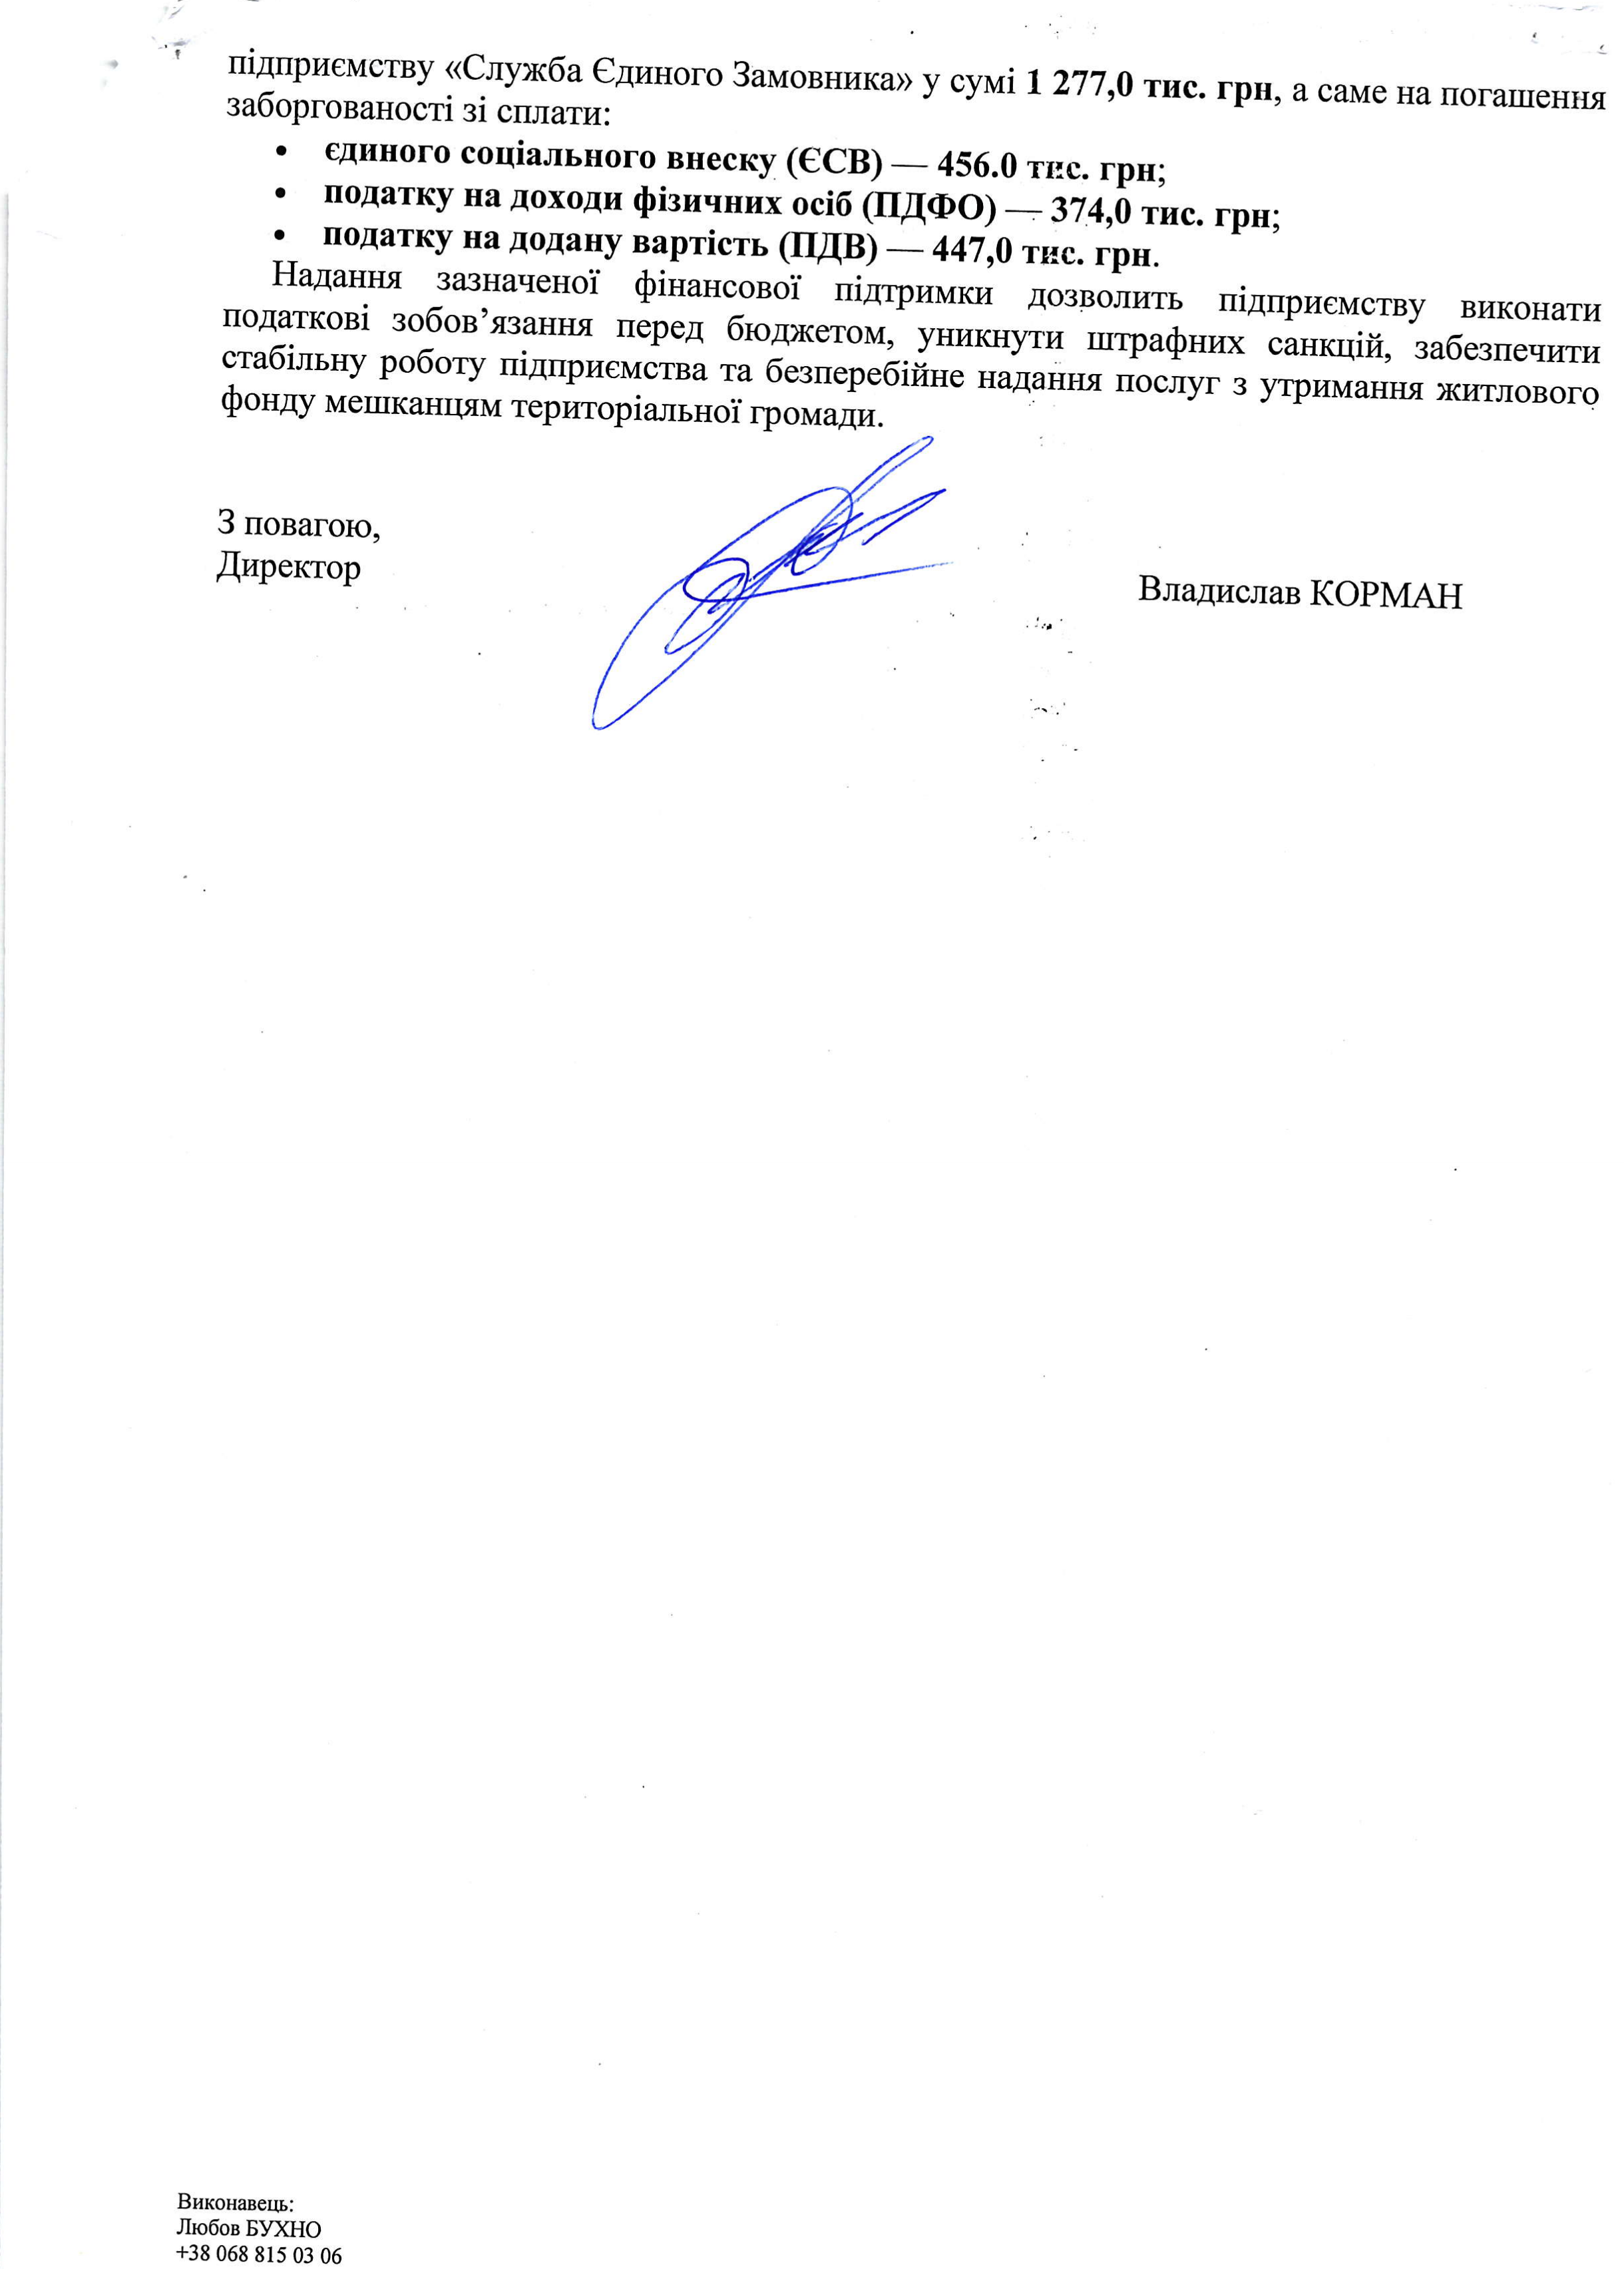 підприємству «Служба Єдиного Замовника» у сумі 1 277,0 тис. грн, а саме на погашення
заборгованості зі сплати:
• єдиного соціального внеску (ЄСВ) — 456.0 тис. грн;
• податку на доходи фізичних осіб (ПДФО) — 374,0 тис. грн;
• податку на додану вартість (ПДВ) — 447,0 тис. грн.
Надання зазначеної фінансової підтримки дозволить підприємству виконати
податкові зобов’язання перед бюджетом, уникнути штрафних санкцій, забезпечити
стабільну роботу підприємства та безперебійне надання послуг з утримання житлового
фонду мешканцям територіальної громади.
З повагою,
Директор
Владислав КОРМАН
Виконавець:
Любов БУХНО
+38 068 815 03 06